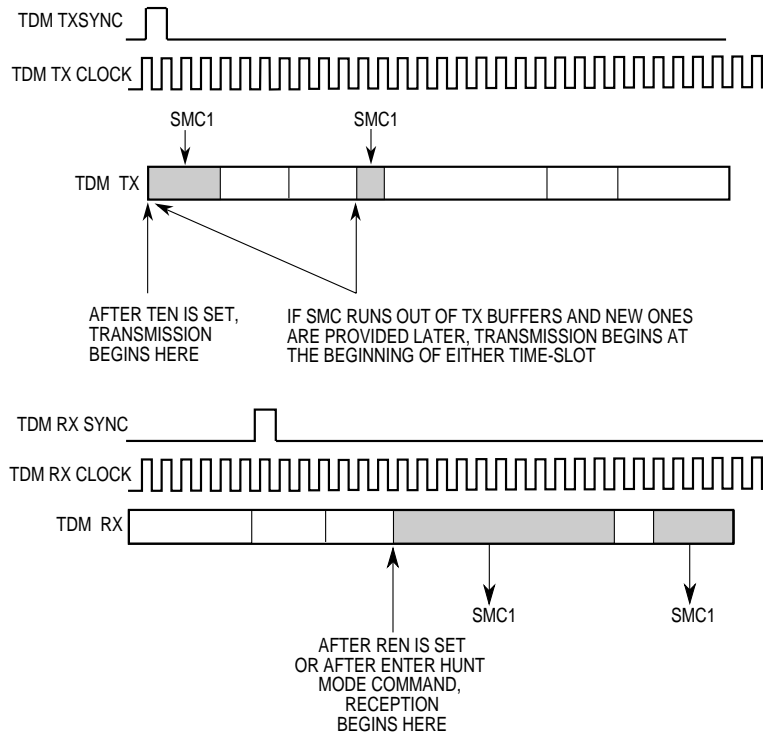 TDM TXSYNC
TDM TX CLOCK
SMC1 SMC1
TDM TX
AFTER TEN IS SET,
TRANSMISSION
BEGINS HERE
IF SMC RUNS OUT OF TX BUFFERS AND NEW ONES
ARE PROVIDED LATER, TRANSMISSION BEGINS AT
THE BEGINNING OF EITHER TIME-SLOT
TDM RX SYNC
TDM RX CLOCK
TDM RX
SMC1 SMC1
AFTER REN IS SET
OR AFTER ENTER HUNT
MODE COMMAND,
RECEPTION
BEGINS HERE